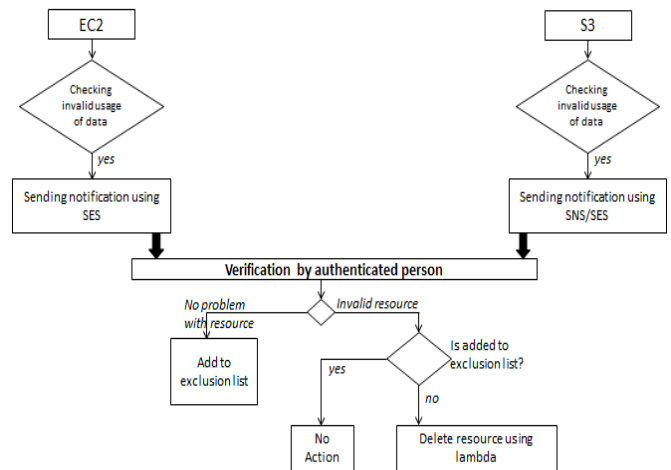 EC2
S3
Checking
invalid usage
of data
Checking
invalid usage
of data
yes
yes
Sending notification using
SES
Sending notification using
SNS/SES
Verification by authenticated person
No problem
with resource
Invalid resource
Add to
exclusion list
Is added to
exclusion list?
yes
no
No
Action
Delete resource using
lambda